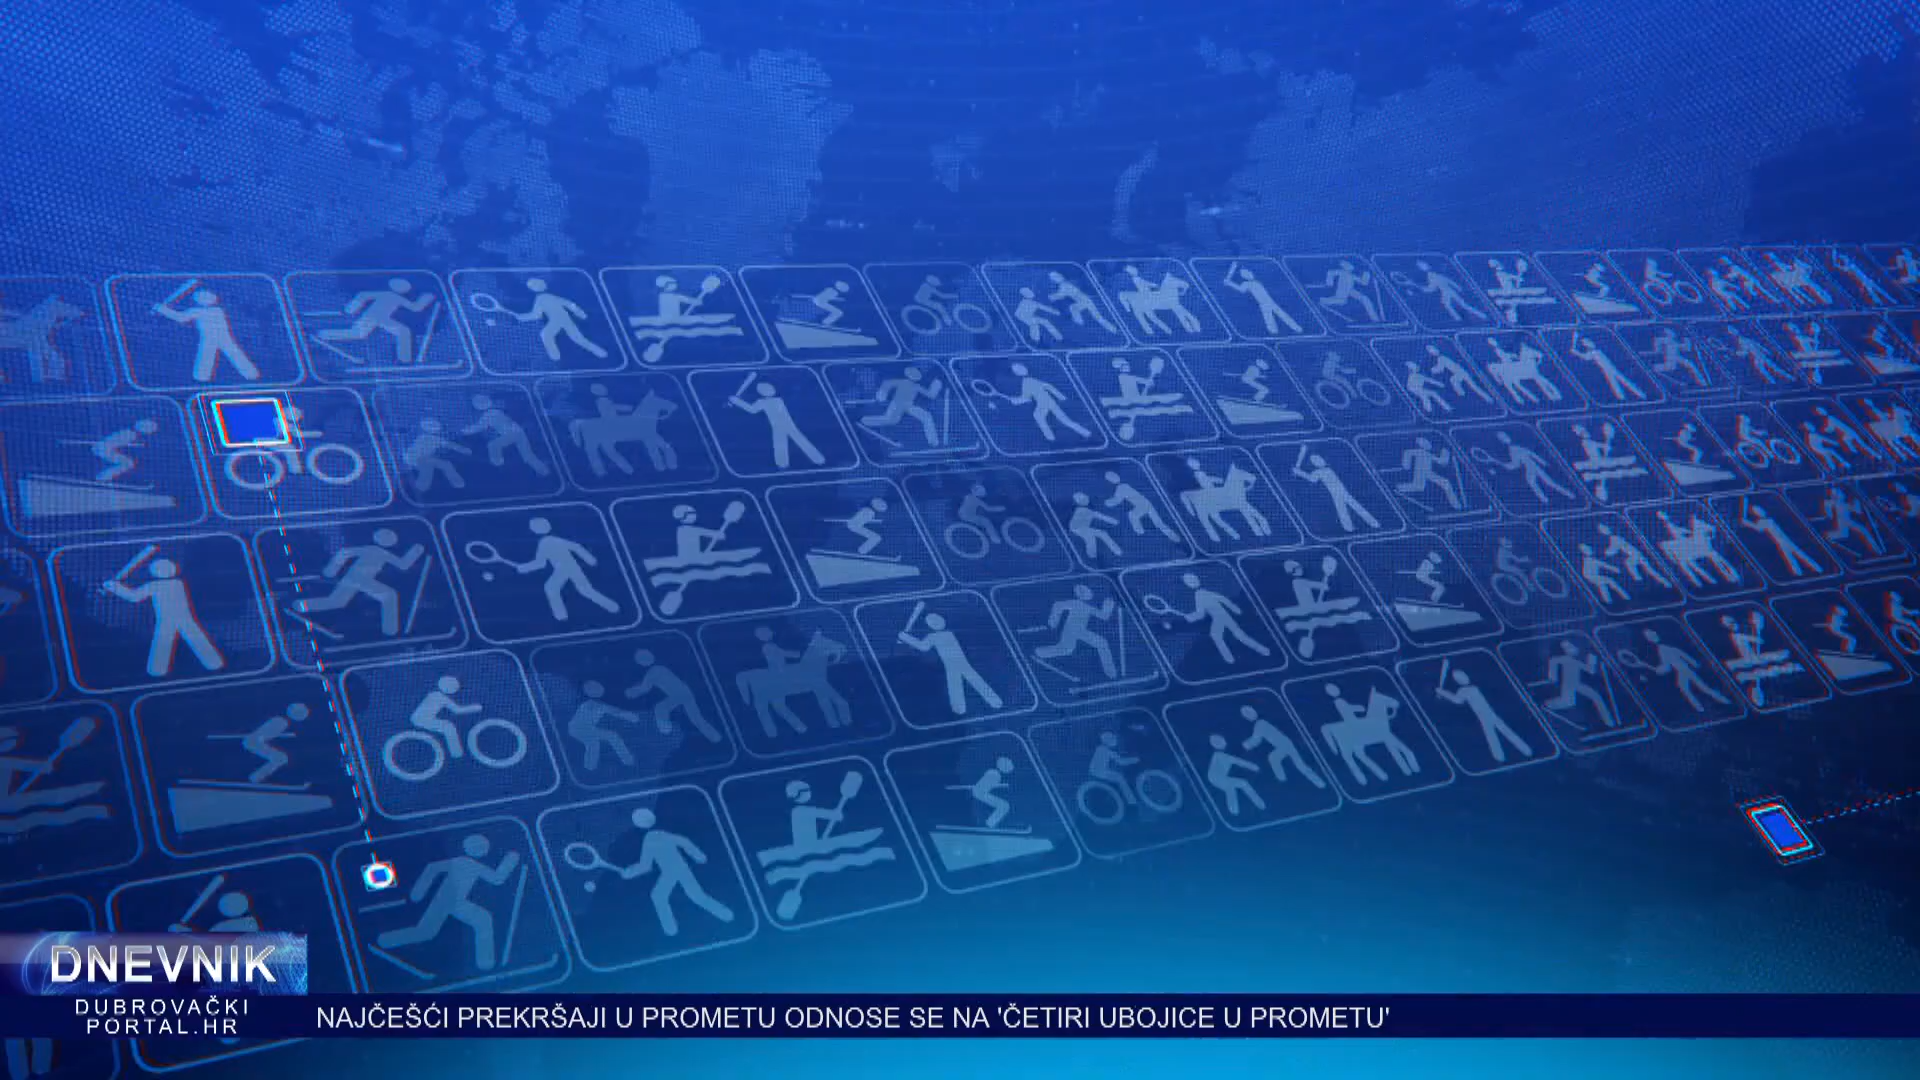 DNEVNIK
DUBROVAČKI
PORTAL.HR
NAJČEŠĆI PREKRŠAJI U PROMETU ODNOSE SE NA 'ČETIRI UBOJICE U PROMETU'